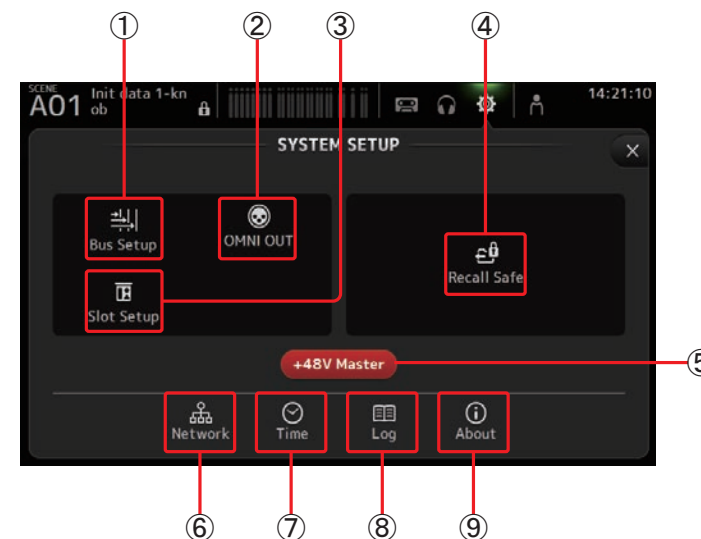 ① ② ③ ④
SCENE
A01 Init data 1-kn
ob
14:21:10
SYSTEM SETUP
Bus Setup
OMNI OUT
Slot Setup
Recall Safe
+48V Master
⑤
Network
Time
Log
About
⑥ ⑦ ⑧ ⑨